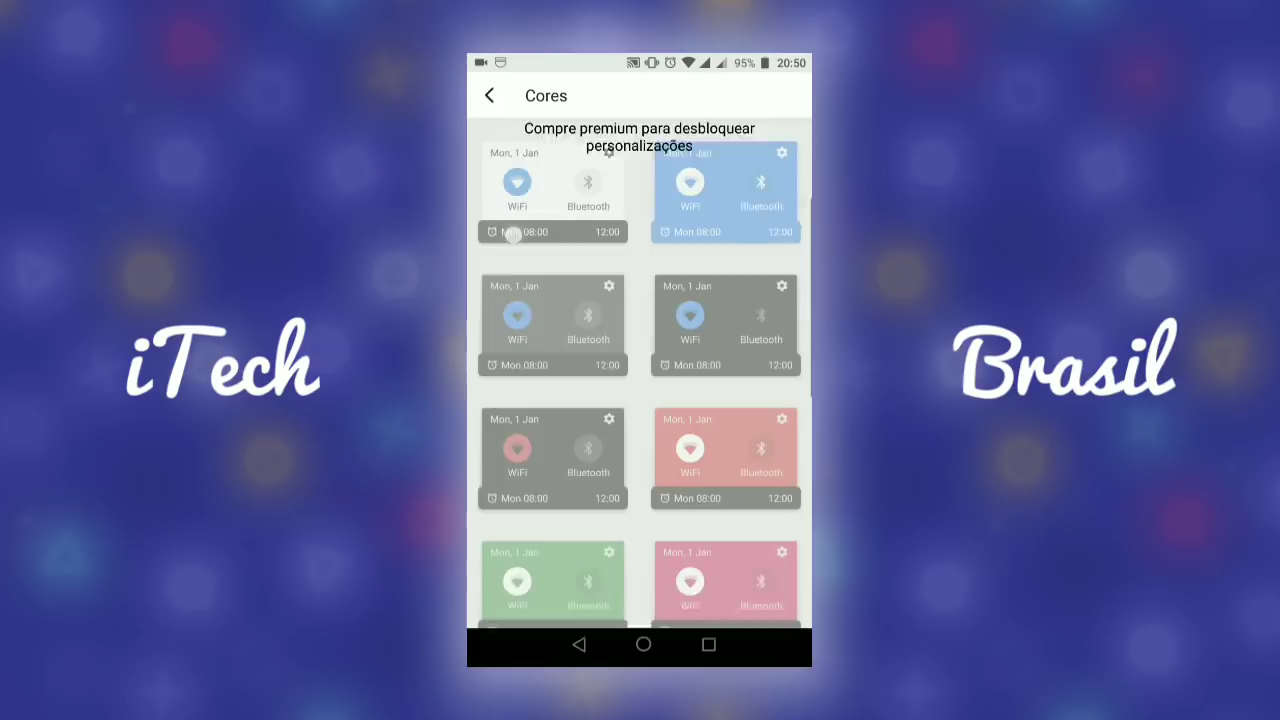 95% 20:50
Cores
Compre premium para desbloquear
personalizações
Mon, 1 Jan
WiFi Bluetooth
Mon 08:00 12:00
Mon, 1 Jan
WiFi Bluetooth
Mon 08:00 12:00
Mon, 1 Jan
WiFi Bluetooth
Mon 08:00 12:00
Mon, 1 Jan
WiFi Bluetooth
Mon 08:00 12:00
Mon, 1 Jan
WiFi Bluetooth
Mon 08:00 12:00
Mon, 1 Jan
WiFi Bluetooth
Mon 08:00 12:00
Mon, 1 Jan
WiFi Bluetooth
Mon, 1 Jan
WiFi Bluetooth
iTech
Brasil